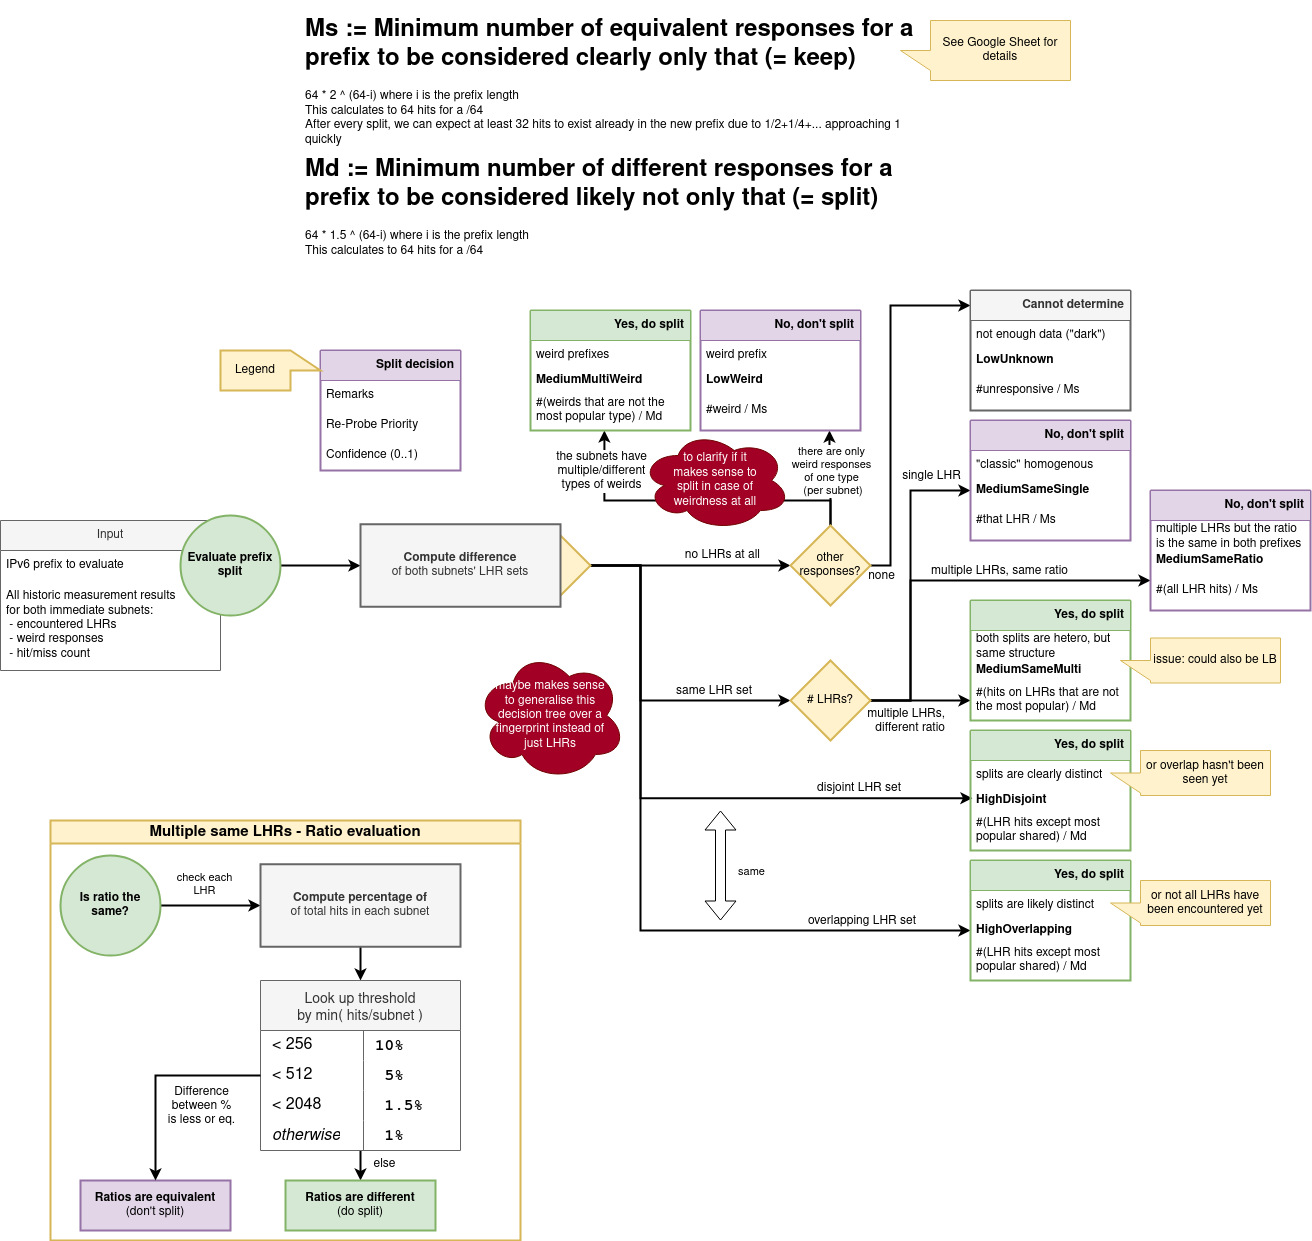 Ms := Minimum number of equivalent responses for a
prefix to be considered clearly only that (= keep)
See Google Sheet for
details
64 * 2 ^ (64-i) where i is the prefix length
This calculates to 64 hits for a /64
After every split, we can expect at least 32 hits to exist already in the new prefix due to 1/2+1/4+... approaching 1
quickly
Md := Minimum number of different responses for a
prefix to be considered likely not only that (= split)
64 * 1.5 ^ (64-i) where i is the prefix length
This calculates to 64 hits for a /64
Legend
Split decision
Remarks
Re-Probe Priority
Confidence (0..1)
Yes, do split
weird prefixes
MediumMultiWeird
#(weirds that are not the
most popular type) / Md
No, don't split
weird prefix
LowWeird
#weird / Ms
Cannot determine
not enough data ("dark")
LowUnknown
#unresponsive / Ms
the subnets have
multiple/different
types of weirds
to clarify if it
makes sense to
split in case of
weirdness at all
there are only
weird responses
of one type
(per subnet)
Input
IPv6 prefix to evaluate
All historic measurement results
for both immediate subnets:
- encountered LHRs
- weird responses
- hit/miss count
Evaluate prefix
split
Compute difference
of both subnets' LHR sets
no LHRs at all
other
responses?
none
single LHR
No, don't split
"classic" homogenous
MediumSameSingle
#that LHR / Ms
multiple LHRs, same ratio
No, don't split
multiple LHRs but the ratio
is the same in both prefixes
MediumSameRatio
#(all LHR hits) / Ms
maybe makes sense
to generalise this
decision tree over a
fingerprint instead of
just LHRs
same LHR set
# LHRs?
multiple LHRs,
different ratio
Yes, do split
both splits are hetero, but
same structure
MediumSameMulti
#(hits on LHRs that are not
the most popular) / Md
issue: could also be LB
disjoint LHR set
Yes, do split
splits are clearly distinct
HighDisjoint
#(LHR hits except most
popular shared) / Md
or overlap hasn't been
seen yet
same
overlapping LHR set
Yes, do split
splits are likely distinct
HighOverlapping
#(LHR hits except most
popular shared) / Md
or not all LHRs have
been encountered yet
Multiple same LHRs - Ratio evaluation
Is ratio the
same?
check each
LHR
Compute percentage of
of total hits in each subnet
Look up threshold
by min( hits/subnet )
< 256 10%
< 512 5%
< 2048 1.5%
otherwise 1%
Difference
between %
is less or eq.
else
Ratios are equivalent
(don't split)
Ratios are different
(do split)